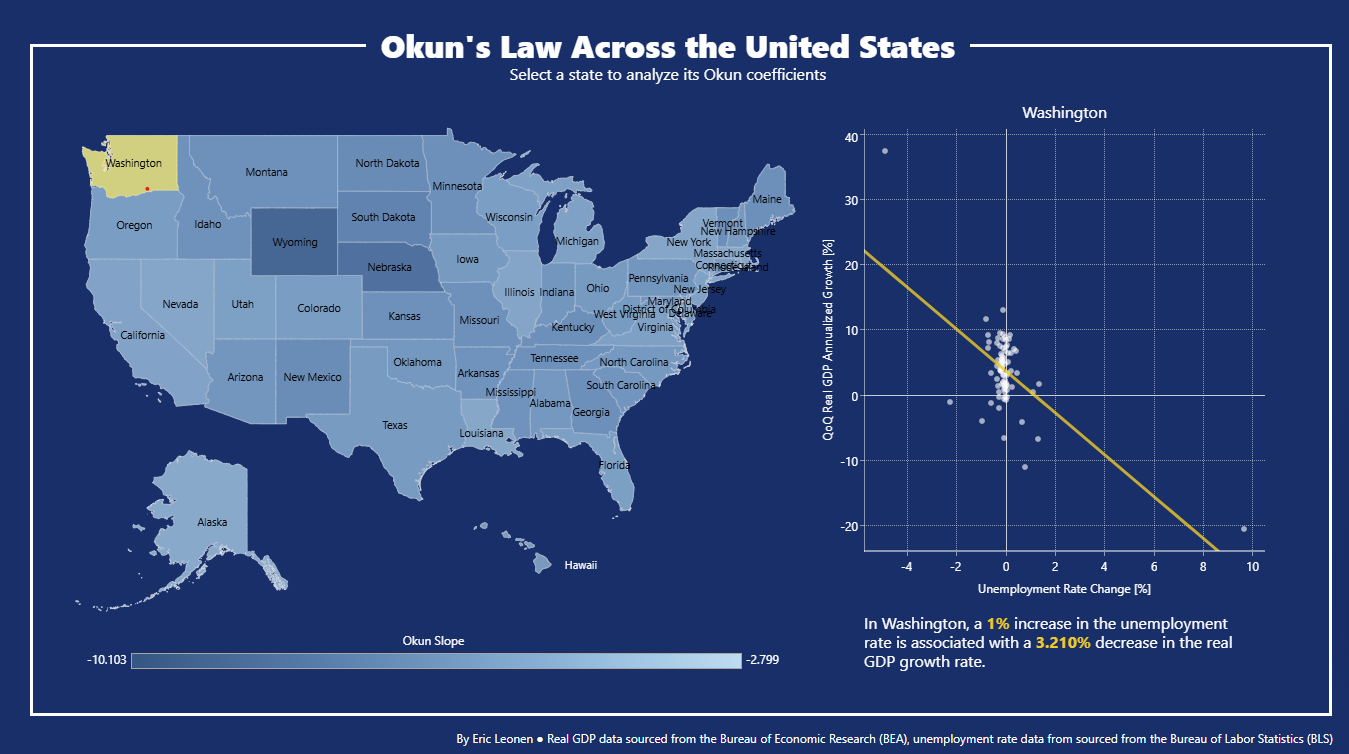 Okun's Law Across the United States
Select a state to analyze its Okun coefficients
Washington
Montana
North Dakota
Minnesota
Maine
Oregon
Idaho
Wyoming
South Dakota
Wisconsin
Michigan
Vermont
New Hampshire
New York
Massachusetts
Connecticut
Rhode Island
Nebraska
Iowa
Illinois
Indiana
Ohio
Pennsylvania
New Jersey
Maryland
District of Columbia
Delaware
West Virginia
Virginia
Nevada
Utah
Colorado
Kansas
Missouri
Kentucky
California
Arizona
New Mexico
Oklahoma
Arkansas
Tennessee
North Carolina
South Carolina
Mississippi
Alabama
Georgia
Texas
Louisiana
Florida
Alaska
Hawaii
Okun Slope
-10.103
-2.799
Washington
QoQ Real GDP Annualized Growth [%]
40
30
20
10
0
-10
-20
-4 -2 0 2 4 6 8 10
Unemployment Rate Change [%]
In Washington, a 1% increase in the unemployment
rate is associated with a 3.210% decrease in the real
GDP growth rate.
By Eric Leonen ● Real GDP data sourced from the Bureau of Economic Research (BEA), unemployment rate data from sourced from the Bureau of Labor Statistics (BLS)